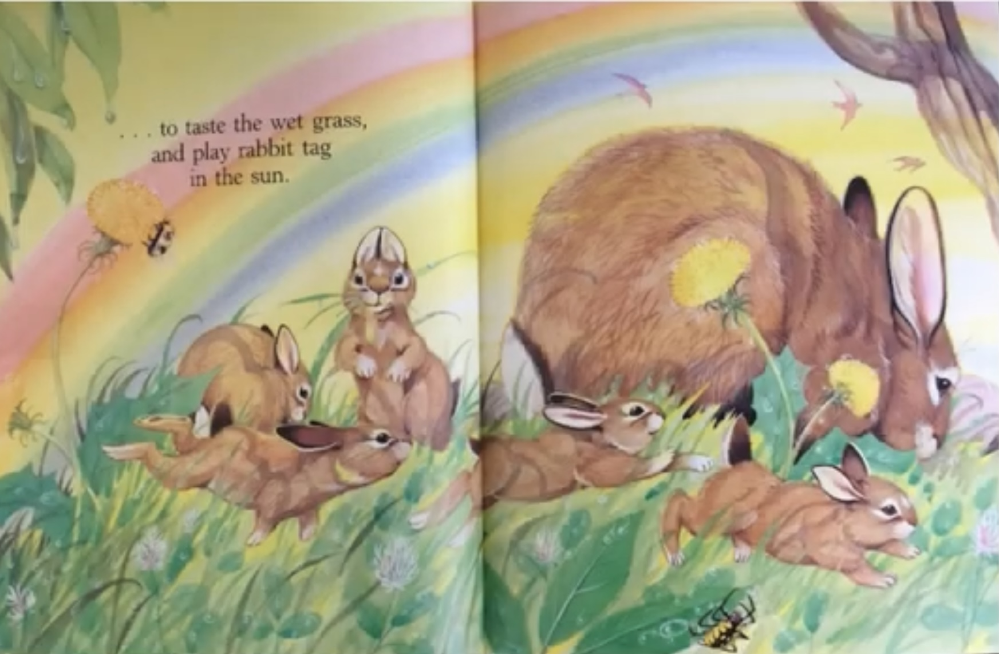 . . . to taste the wet grass,
and play rabbit tag
in the sun.